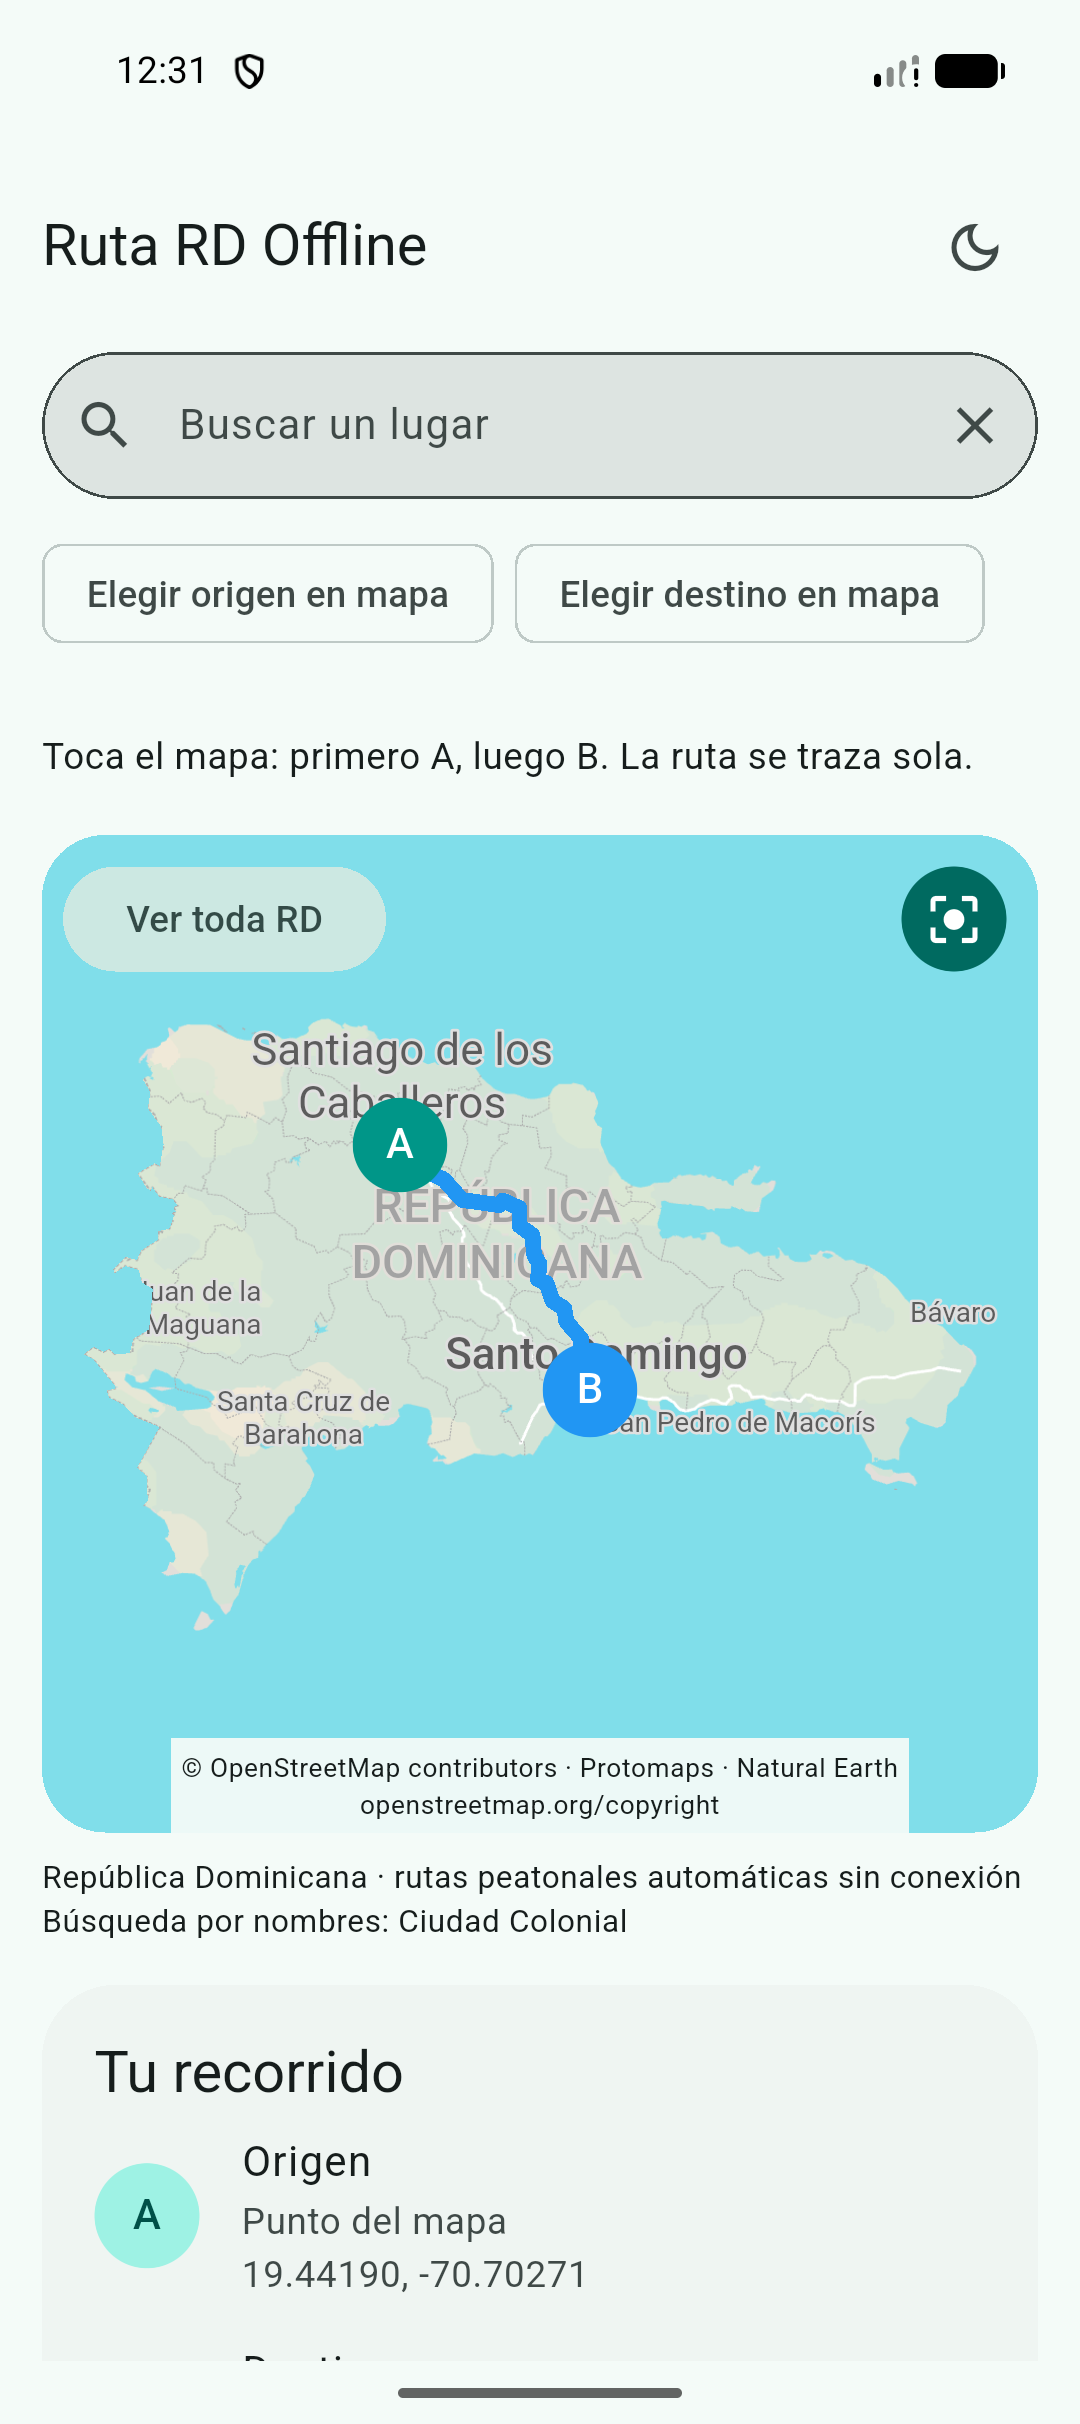 12:31
Ruta RD Offline
Buscar un lugar
Elegir origen en mapa
Elegir destino en mapa
Toca el mapa: primero A, luego B. La ruta se traza sola.
Ver toda RD
Santiago de los
Caballeros
A
REPÚBLICA
DOMINICANA
Juan de la
Maguana
Bávaro
Santo Domingo
B
Santa Cruz de
Barahona
San Pedro de Macorís
© OpenStreetMap contributors · Protomaps · Natural Earth
openstreetmap.org/copyright
República Dominicana · rutas peatonales automáticas sin conexión
Búsqueda por nombres: Ciudad Colonial
Tu recorrido
Origen
A
Punto del mapa
19.44190, -70.70271